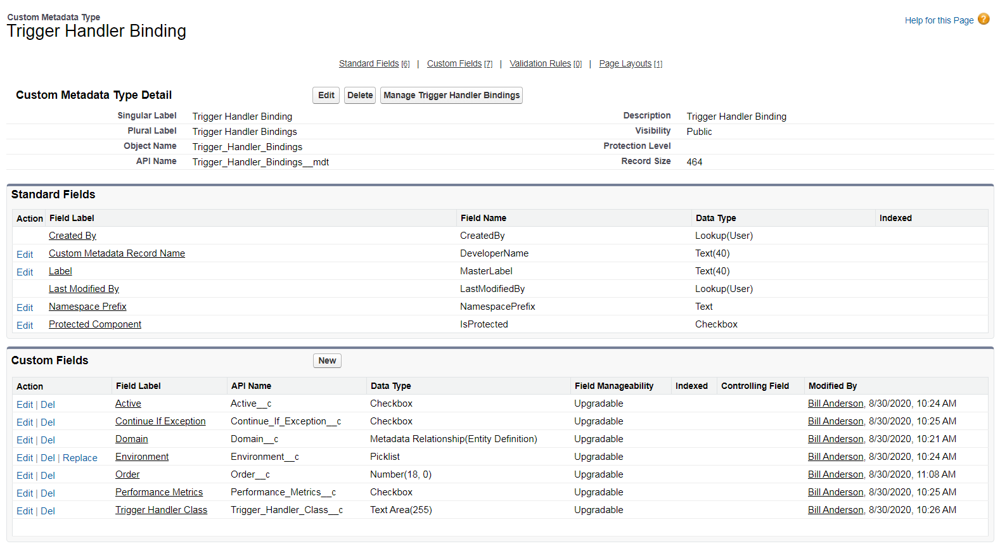 Custom Metadata Type
Trigger Handler Binding
Help for this Page ?
Standard Fields [6] | Custom Fields [7] | Validation Rules [0] | Page Layouts [1]
Custom Metadata Type Detail Edit Delete Manage Trigger Handler Bindings
Singular Label Trigger Handler Binding Description Trigger Handler Binding
Plural Label Trigger Handler Bindings Visibility Public
Object Name Trigger_Handler_Bindings Protection Level
API Name Trigger_Handler_Bindings__mdt Record Size 464
Standard Fields
Action Field Label Field Name Data Type Indexed
Created By CreatedBy Lookup(User)
Edit Custom Metadata Record Name DeveloperName Text(40)
Edit Label MasterLabel Text(40)
Last Modified By LastModifiedBy Lookup(User)
Edit Namespace Prefix NamespacePrefix Text
Edit Protected Component IsProtected Checkbox
Custom Fields New
Action Field Label API Name Data Type Field Manageability Indexed Controlling Field Modified By
Edit | Del Active Active__c Checkbox Upgradable Bill Anderson, 8/30/2020, 10:24 AM
Edit | Del Continue If Exception Continue_If_Exception__c Checkbox Upgradable Bill Anderson, 8/30/2020, 10:25 AM
Edit | Del Domain Domain__c Metadata Relationship(Entity Definition) Upgradable Bill Anderson, 8/30/2020, 10:21 AM
Edit | Del | Replace Environment Environment__c Picklist Upgradable Bill Anderson, 8/30/2020, 10:24 AM
Edit | Del Order Order__c Number(18, 0) Upgradable Bill Anderson, 8/30/2020, 11:08 AM
Edit | Del Performance Metrics Performance_Metrics__c Checkbox Upgradable Bill Anderson, 8/30/2020, 10:25 AM
Edit | Del Trigger Handler Class Trigger_Handler_Class__c Text Area(255) Upgradable Bill Anderson, 8/30/2020, 10:26 AM